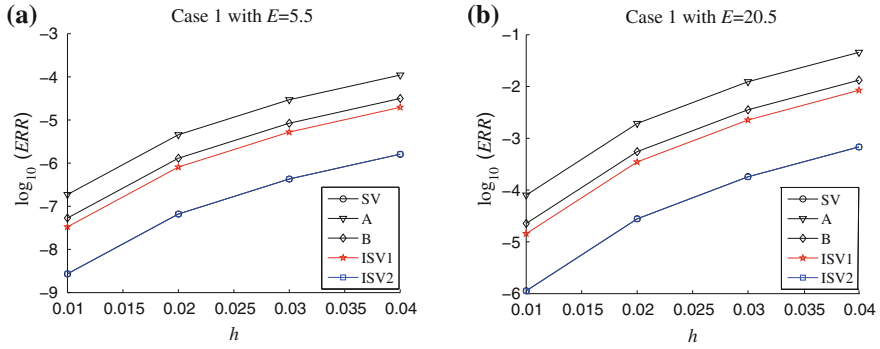 (a)
Case 1 with E=5.5
-3
-4
-5
-6
-7
-8
-9
log10 (ERR)
0.01
0.015
0.02
0.025
0.03
0.035
0.04
h
SV
A
B
ISV1
ISV2
(b)
Case 1 with E=20.5
-1
-2
-3
-4
-5
-6
log10 (ERR)
0.01
0.015
0.02
0.025
0.03
0.035
0.04
h
SV
A
B
ISV1
ISV2